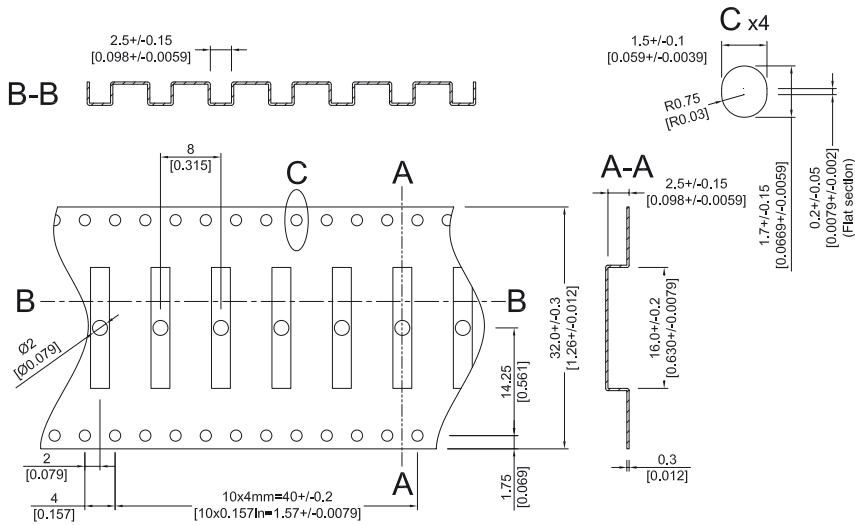 2.5+/-0.15
[0.098+/-0.0059]
B-B
C x4
1.5+/-0.1
[0.059+/-0.0039]
R0.75
[R0.03]
1.7+/-0.15
[0.0669+/-0.0059]
0.2+/-0.05
[0.0079+/-0.002]
(Flat section)
8
[0.315]
C
A
A-A
2.5+/-0.15
[0.098+/-0.0059]
B
B
Ø2
[Ø0.079]
14.25
[0.561]
32.0+/-0.3
[1.26+/-0.012]
16.0+/-0.2
[0.630+/-0.0079]
2
[0.079]
4
[0.157]
10x4mm=40+/-0.2
[10x0.157In=1.57+/-0.0079]
A
1.75
[0.069]
0.3
[0.012]